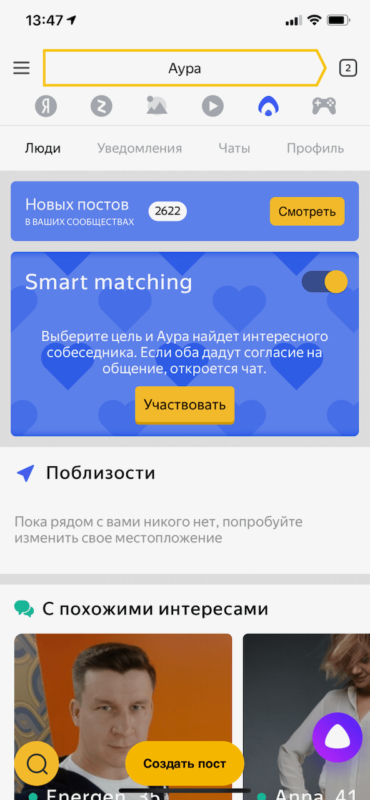 13:47
Аура
2
Я
Люди
Уведомления
Чаты
Профиль
Новых постов
В ВАШИХ СООБЩЕСТВАХ
2622
Смотреть
Smart matching
Выберите цель и Аура найдет интересного
собеседника. Если оба дадут согласие на
общение, откроется чат.
Участвовать
Поблизости
Пока рядом с вами никого нет, попробуйте
изменить свое местопложение
С похожими интересами
Создать пост
Energen, 35
Anna, 41